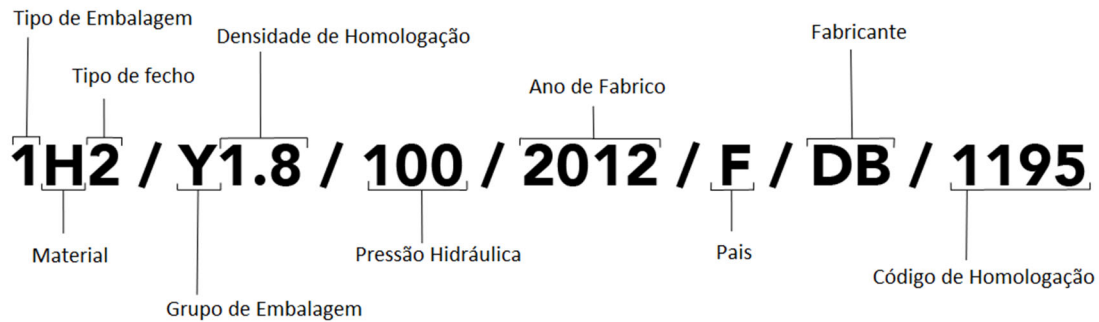 Tipo de Embalagem
Densidade de Homologação
Fabricante
Tipo de fecho
Ano de Fabrico
1H2 / Y1.8 / 100 / 2012 / F / DB / 1195
Material
Pressão Hidráulica
Pais
Código de Homologação
Grupo de Embalagem